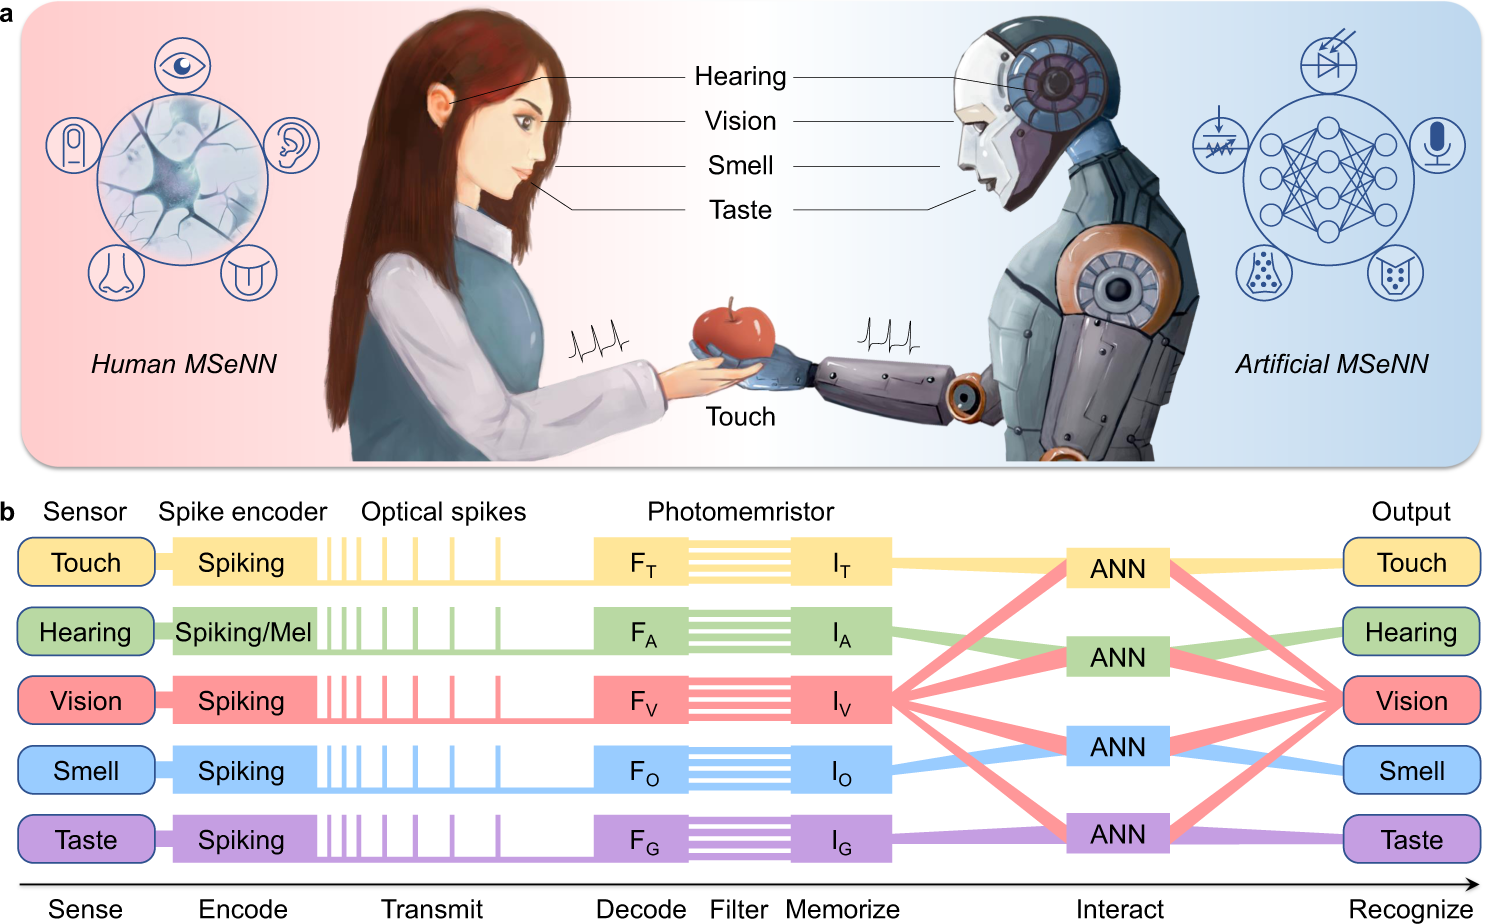 a
Hearing
Vision
Smell
Taste
Human MSeNN
Artificial MSeNN
Touch
b Sensor Spike encoder Optical spikes Photomemristor Output
Touch Spiking F_T I_T ANN Touch
Hearing Spiking/Mel F_A I_A ANN Hearing
Vision Spiking F_V I_V Vision
Smell Spiking F_O I_O ANN Smell
Taste Spiking F_G I_G ANN Taste
Sense Encode Transmit Decode Filter Memorize Interact Recognize